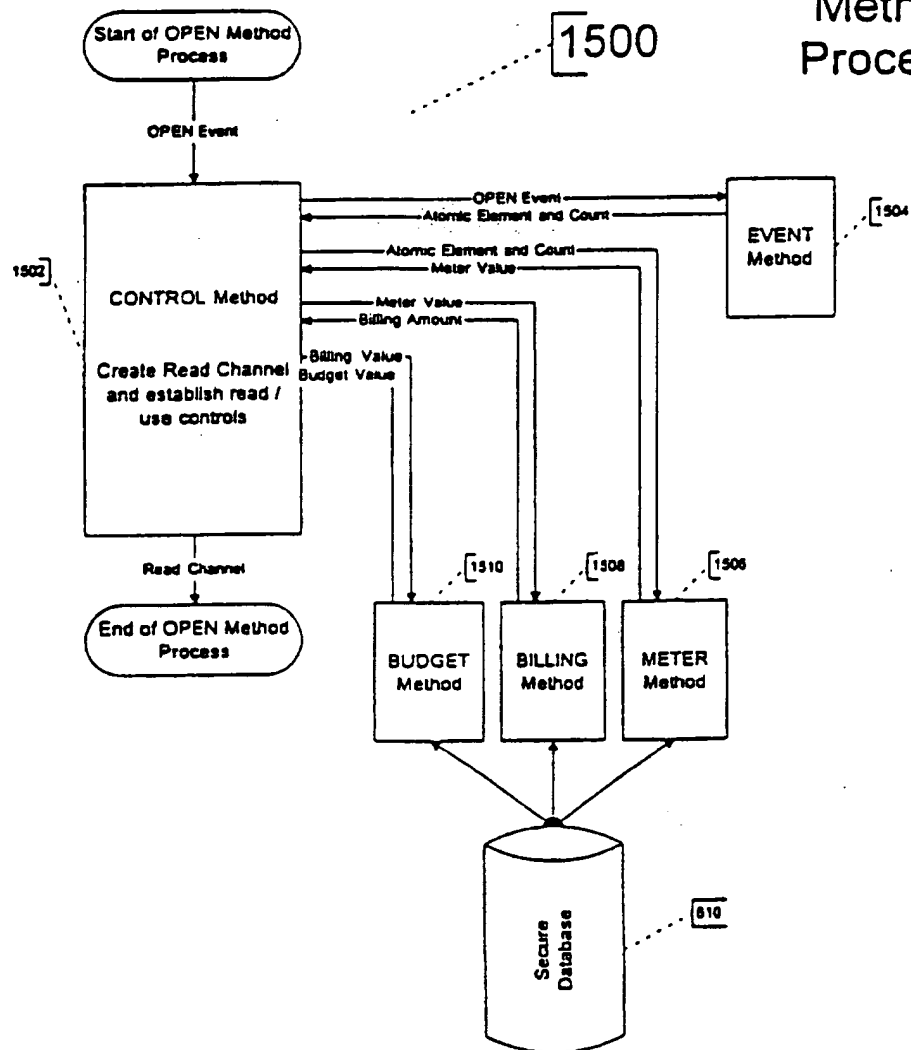 Meth
Proce
Start of OPEN Method
Process
1500
OPEN Event
OPEN Event
Atomic Element and Count
EVENT
Method
1504
1502
CONTROL Method
Create Read Channel
and establish read /
use controls
Atomic Element and Count
Meter Value
Meter Value
Billing Amount
Billing Value
Budget Value
Read Channel
End of OPEN Method
Process
1510
1508
1506
BUDGET
Method
BILLING
Method
METER
Method
Secure
Database
610